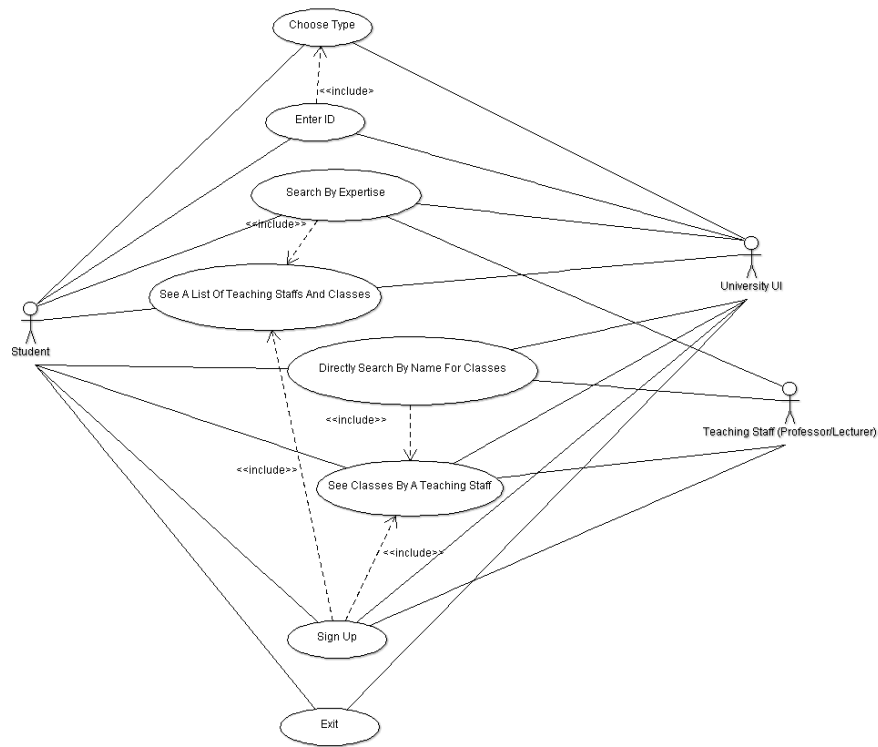 Choose Type
<<include>
Enter ID
Search By Expertise
<<include>>
University UI
See A List Of Teaching Staffs And Classes
Student
Directly Search By Name For Classes
<<include>>
Teaching Staff (Professor/Lecturer)
<<include>>
See Classes By A Teaching Staff
<<include>>
Sign Up
Exit